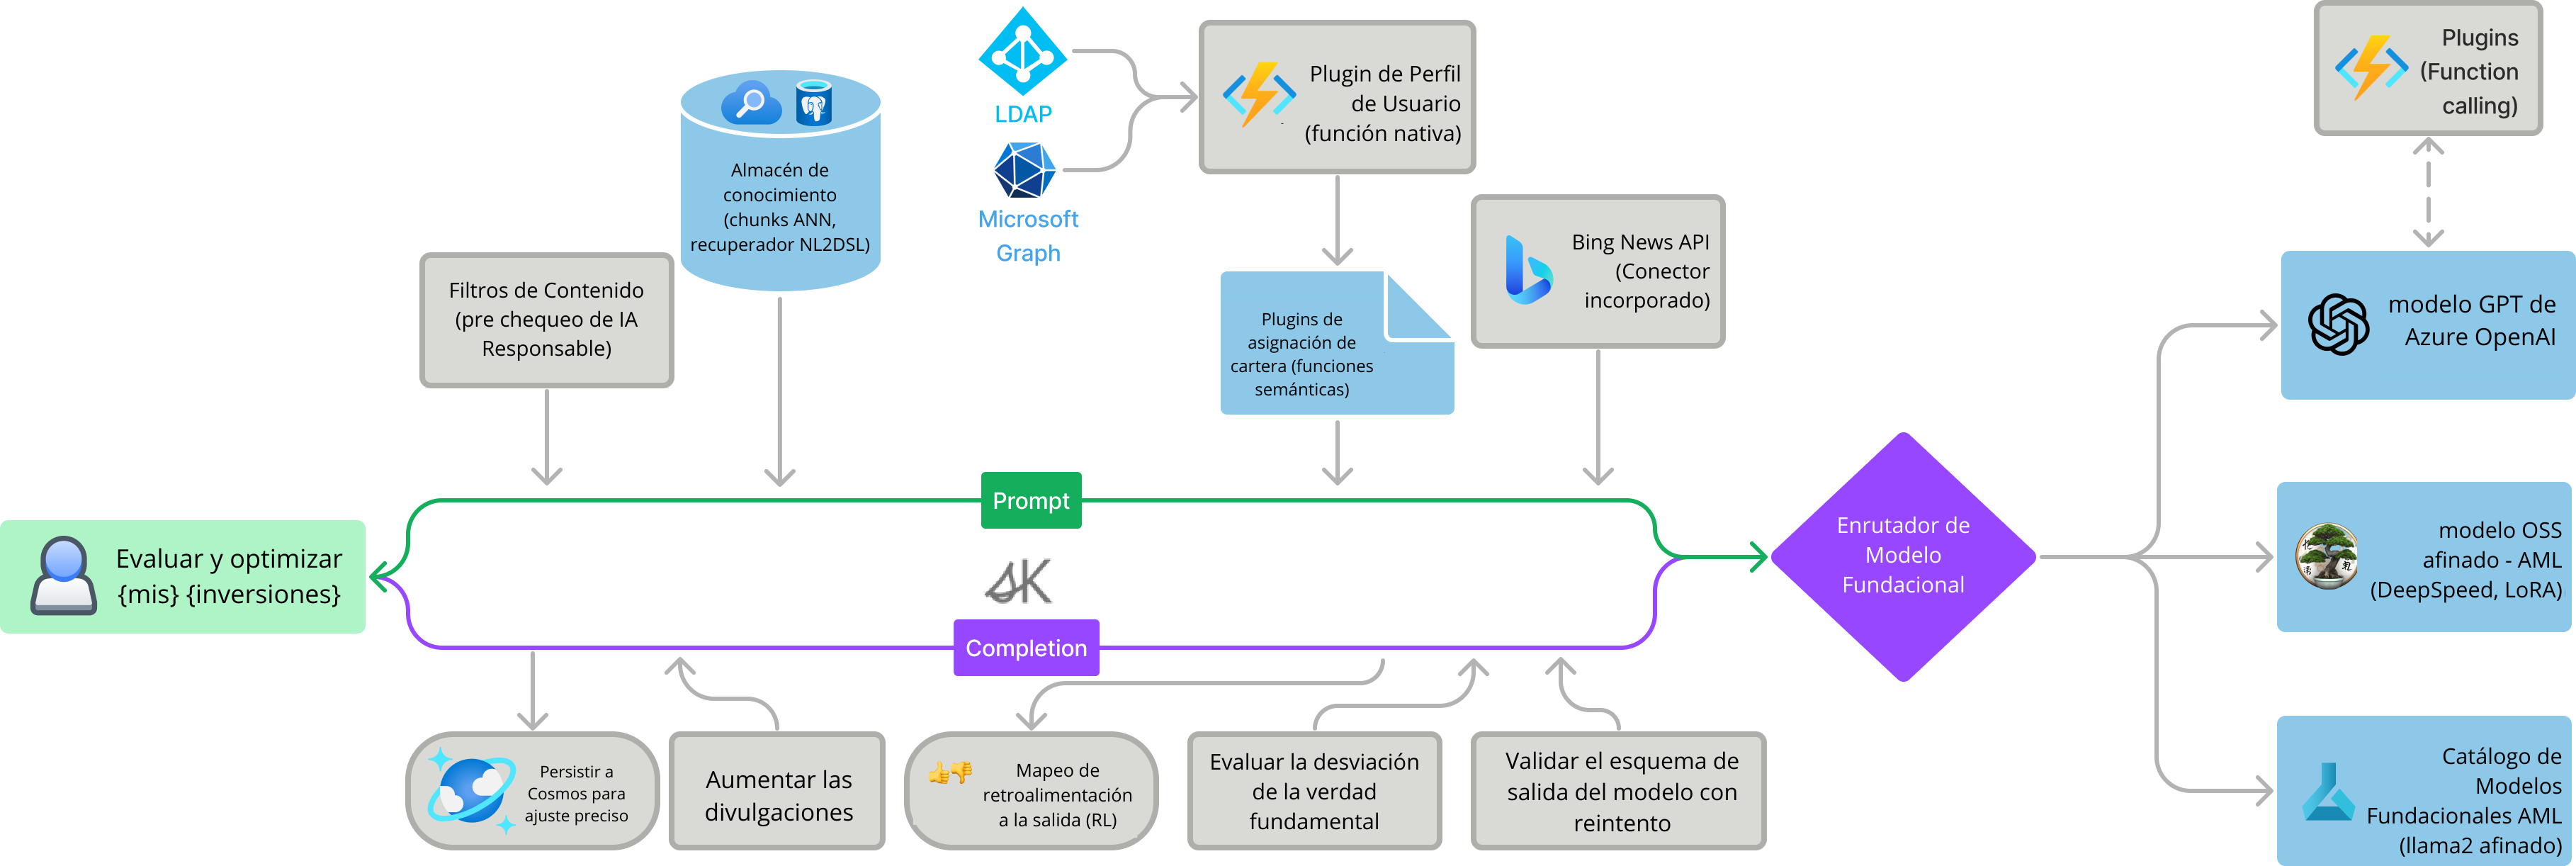 LDAP
Microsoft
Graph
Plugin de Perfil
de Usuario
(función nativa)
Plugins
(Function
calling)
Almacén de
conocimiento
(chunks ANN,
recuperador NL2DSL)
Filtros de Contenido
(pre chequeo de IA
Responsable)
Plugins de
asignación de
cartera (funciones
semánticas)
Bing News API
(Conector
incorporado)
modelo GPT de
Azure OpenAI
Prompt
Evaluar y optimizar
{mis} {inversiones}
SK
Completion
Enrutador de
Modelo
Fundacional
modelo OSS
afinado - AML
(DeepSpeed, LoRA)
Persistir a
Cosmos para
ajuste preciso
Aumentar las
divulgaciones
Mapeo de
retroalimentación
a la salida (RL)
Evaluar la desviación
de la verdad
fundamental
Validar el esquema de
salida del modelo con
reintento
Catálogo de
Modelos
Fundacionales AML
(llama2 afinado)